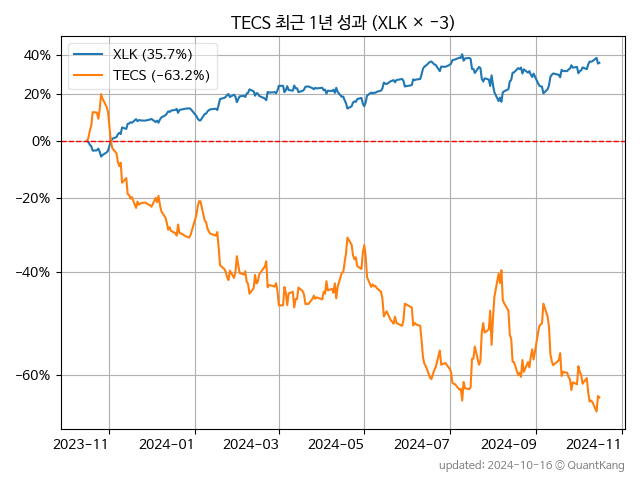 TECS 최근 1년 성과 (XLK × −3)
XLK (35.7%)
TECS (−63.2%)
40%
20%
0%
−20%
−40%
−60%
2023−11 2024−01 2024−03 2024−05 2024−07 2024−09 2024−11
updated: 2024-10-16 © QuantKang